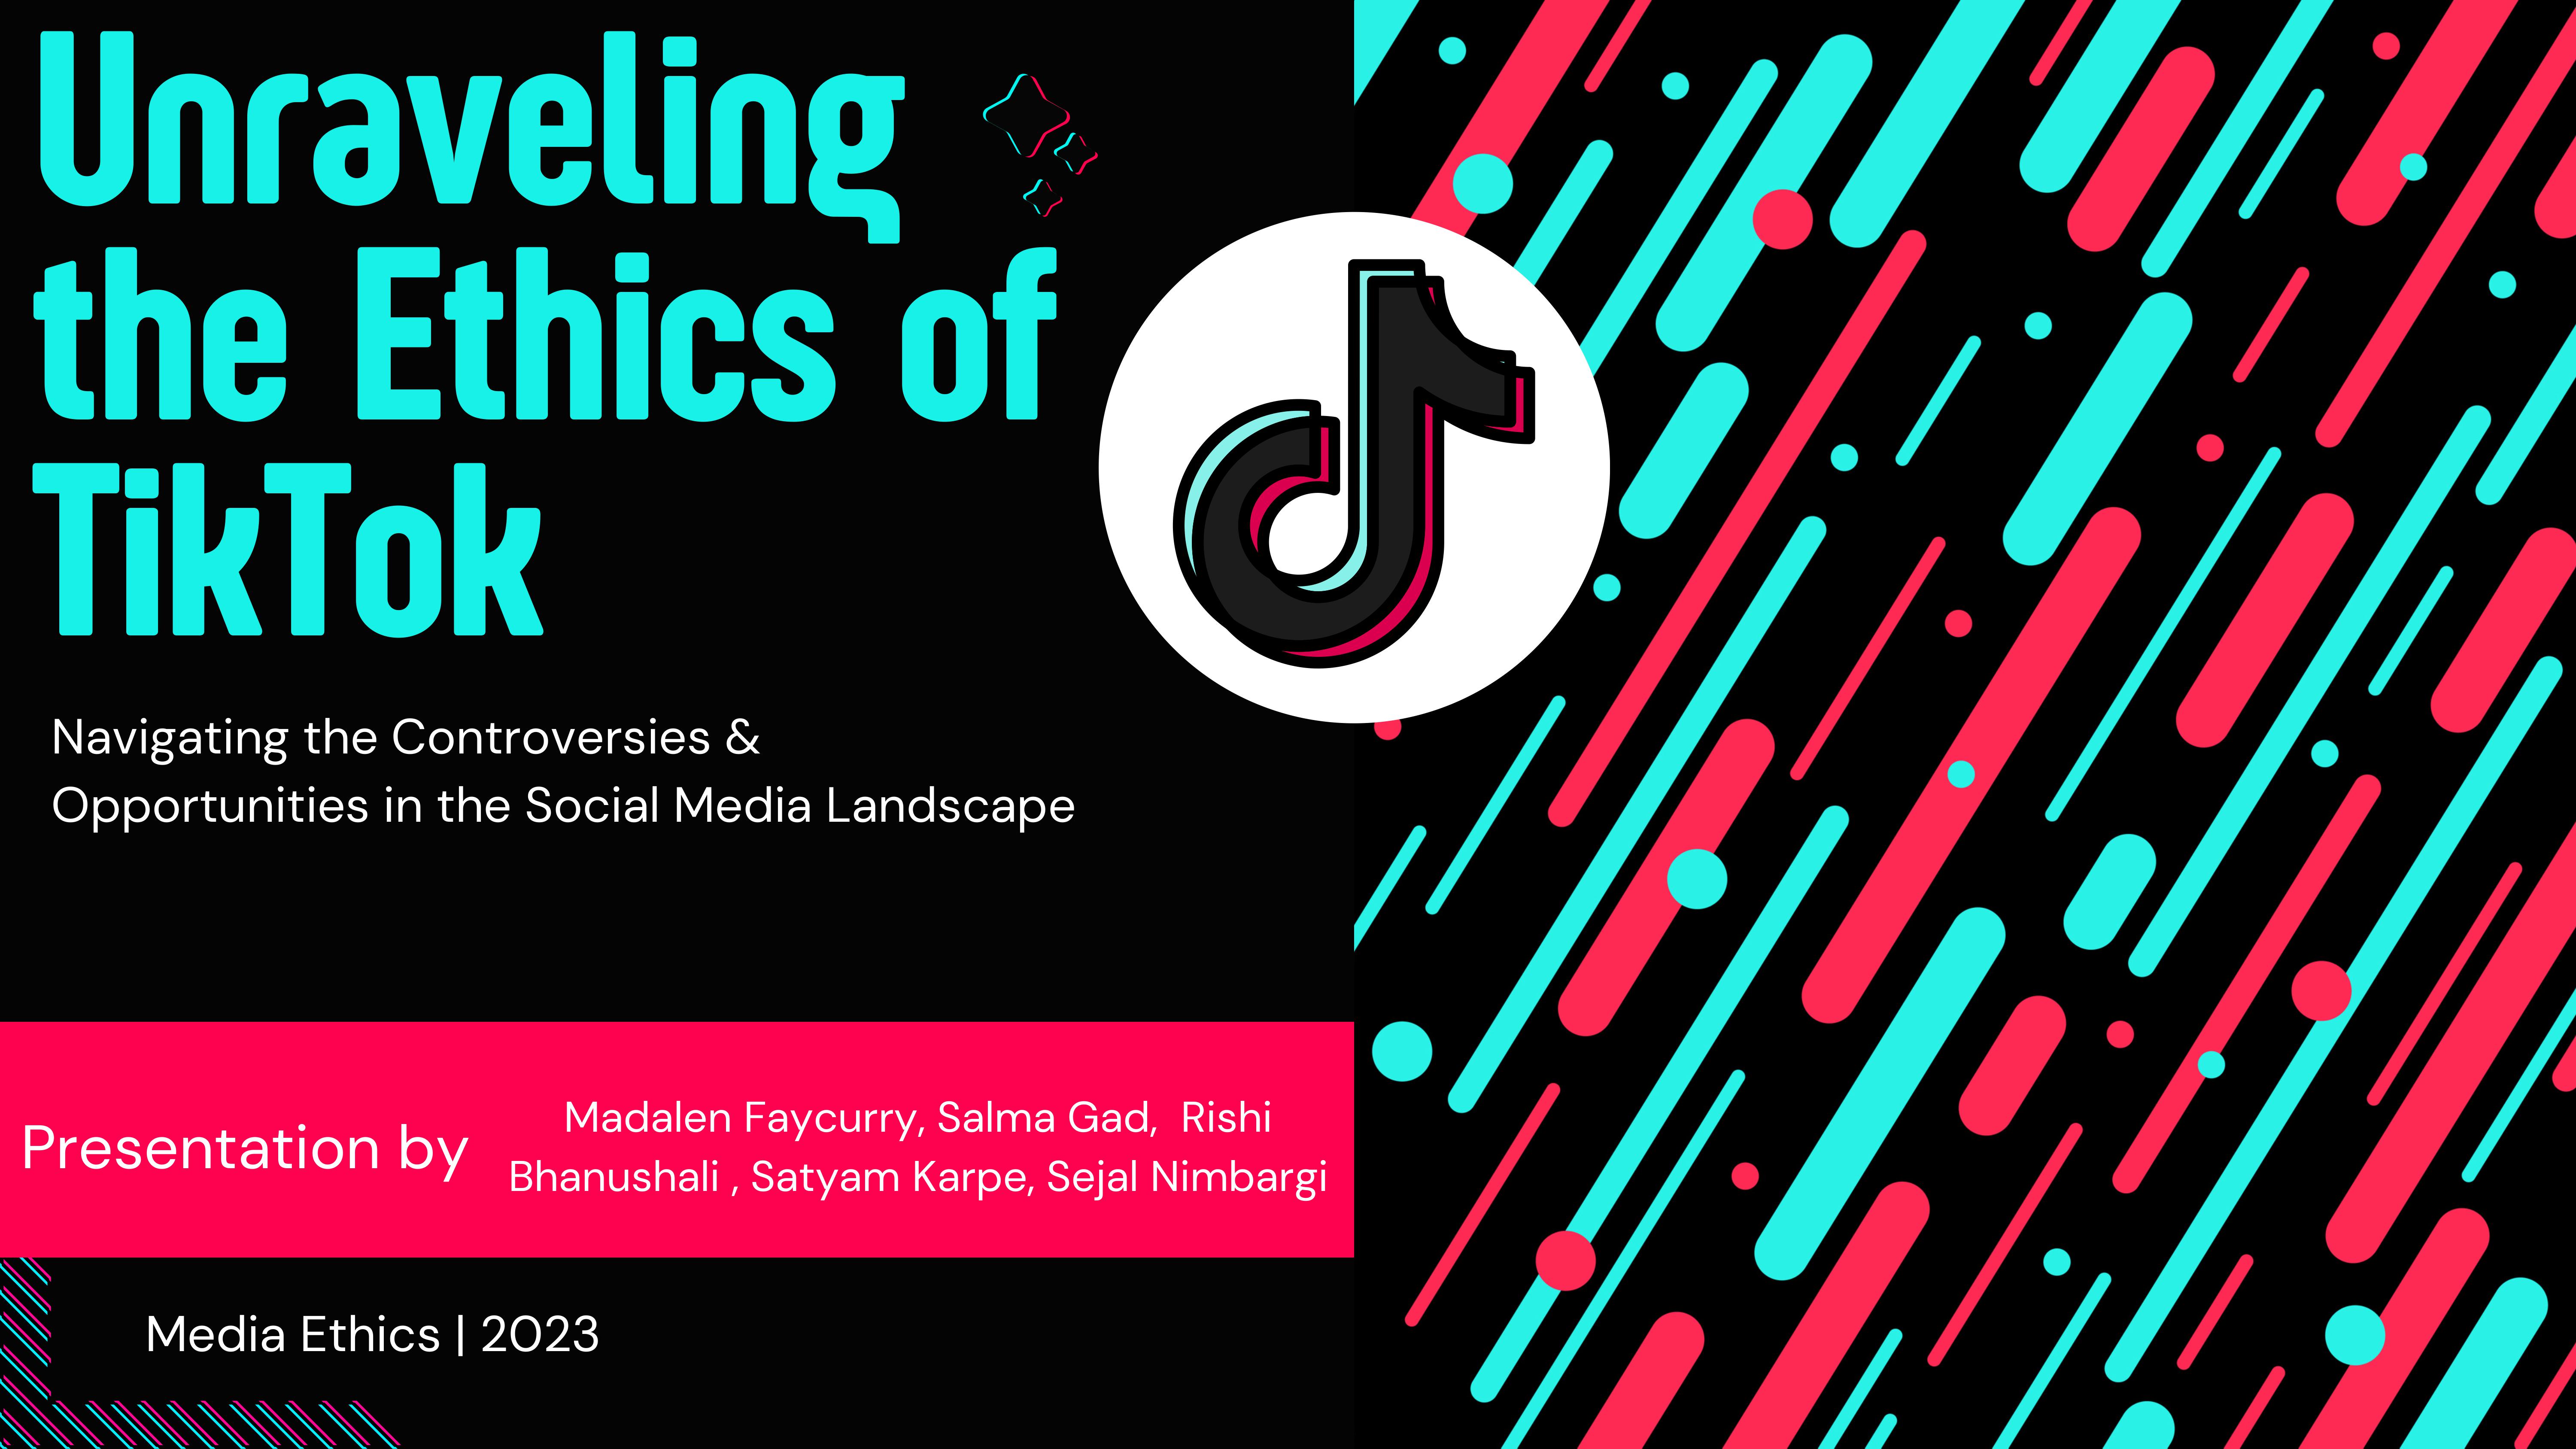 Unraveling
the Ethics of
TikTok
Navigating the Controversies &
Opportunities in the Social Media Landscape
Presentation by
Madalen Faycurry, Salma Gad,  Rishi
Bhanushali , Satyam Karpe, Sejal Nimbargi
Media Ethics | 2023